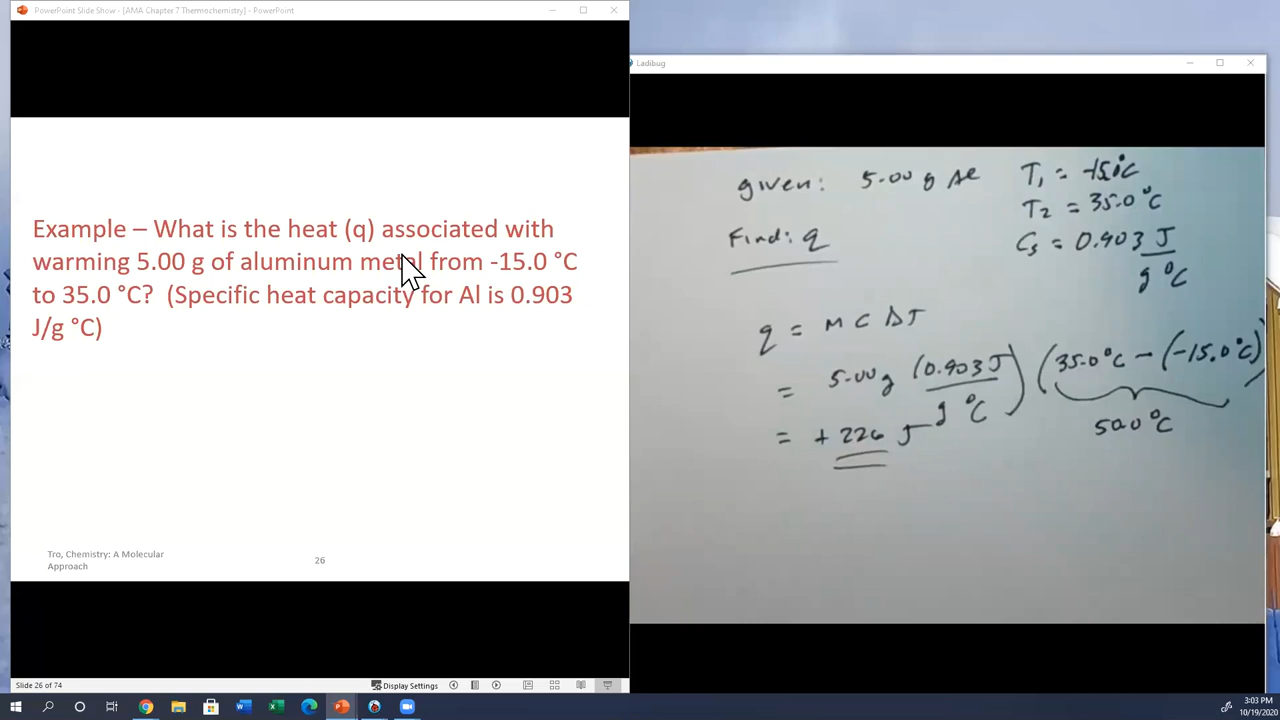 PowerPoint Slide Show - [AMA Chapter 7 Thermochemistry] - PowerPoint
Example – What is the heat (q) associated with
warming 5.00 g of aluminum metal from -15.0 °C
to 35.0 °C? (Specific heat capacity for Al is 0.903
J/g °C)
Tro, Chemistry: A Molecular
Approach
26
Slide 26 of 74
Display Settings
Ladibug
given: 5.00 g Al
T₁ = -15.0°C
T₂ = 35.0 °C
Find: q
Cs = 0.903 J
g °C
q = m C ΔT
= 5.00 g (0.903 J) (35.0 °C - (-15.0 °C)
g °C
50.0 °C
= + 226 J
3:03 PM
10/19/2020